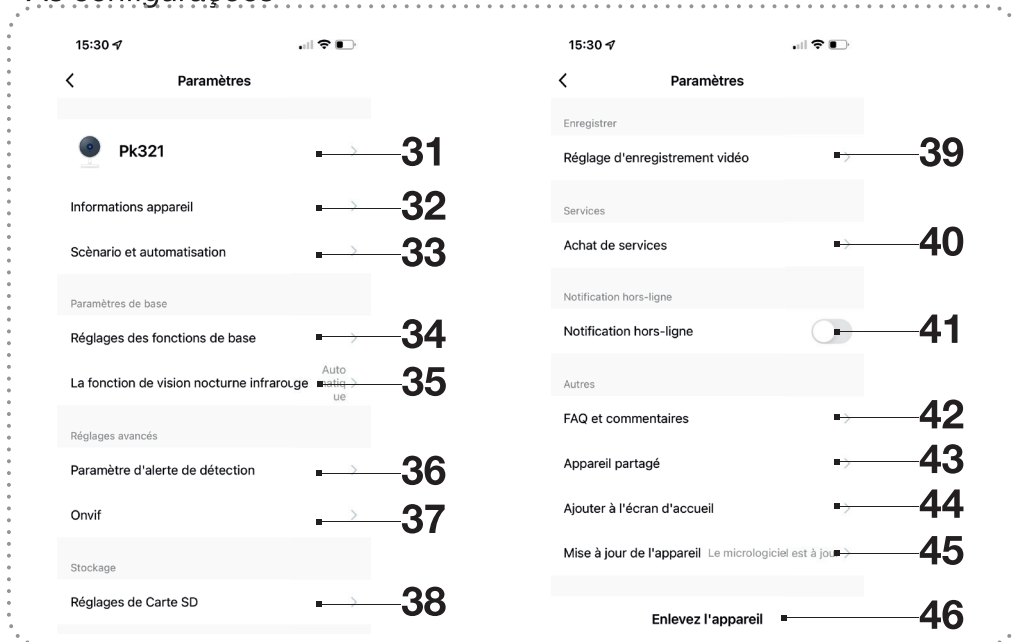 15:30
Paramètres
Pk321
31
Informations appareil
32
Scènario et automatisation
33
Paramètres de base
Réglages des fonctions de base
34
La fonction de vision nocturne infrarouge
Auto
matiq
ue
35
Réglages avancés
Paramètre d'alerte de détection
36
Onvif
37
Stockage
Réglages de Carte SD
38
15:30
Paramètres
Enregistrer
Réglage d'enregistrement vidéo
39
Services
Achat de services
40
Notification hors-ligne
Notification hors-ligne
41
Autres
FAQ et commentaires
42
Appareil partagé
43
Ajouter à l'écran d'accueil
44
Mise à jour de l'appareil Le micrologiciel est à jou
45
Enlevez l'appareil
46